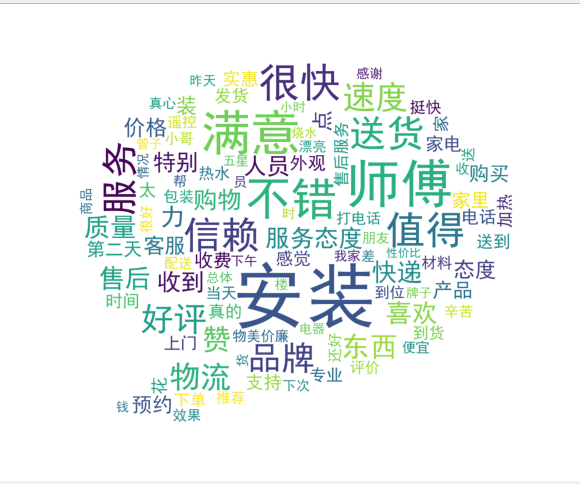 感谢
昨天
实惠
很快
真心
装
发货
小时
速度
挺快
价格
遥控
满意
点
送货
家
小哥
烧水
漂亮
家电
管子
情况
特别
五星
人员
外观
售后服务
收送
服务
帮
热水
员
不错
师傅
购买
太
包装
购物
家里
加热
商品
很好
力
时
打电话
值得
电话
质量
信赖
服务态度
朋友
送到
第二天
客服
感觉
我家
差
性价比
收费
下午
材料
态度
配送
售后
收到
总体
快递
楼
安装
到位
牌子
产品
时间
当天
好评
真的
喜欢
辛苦
赞
物美价廉
电器
到货
上门
货
品牌
还好
东西
便宜
物流
评价
花
支持
下次
专业
钱
预约
下单
推荐
效果